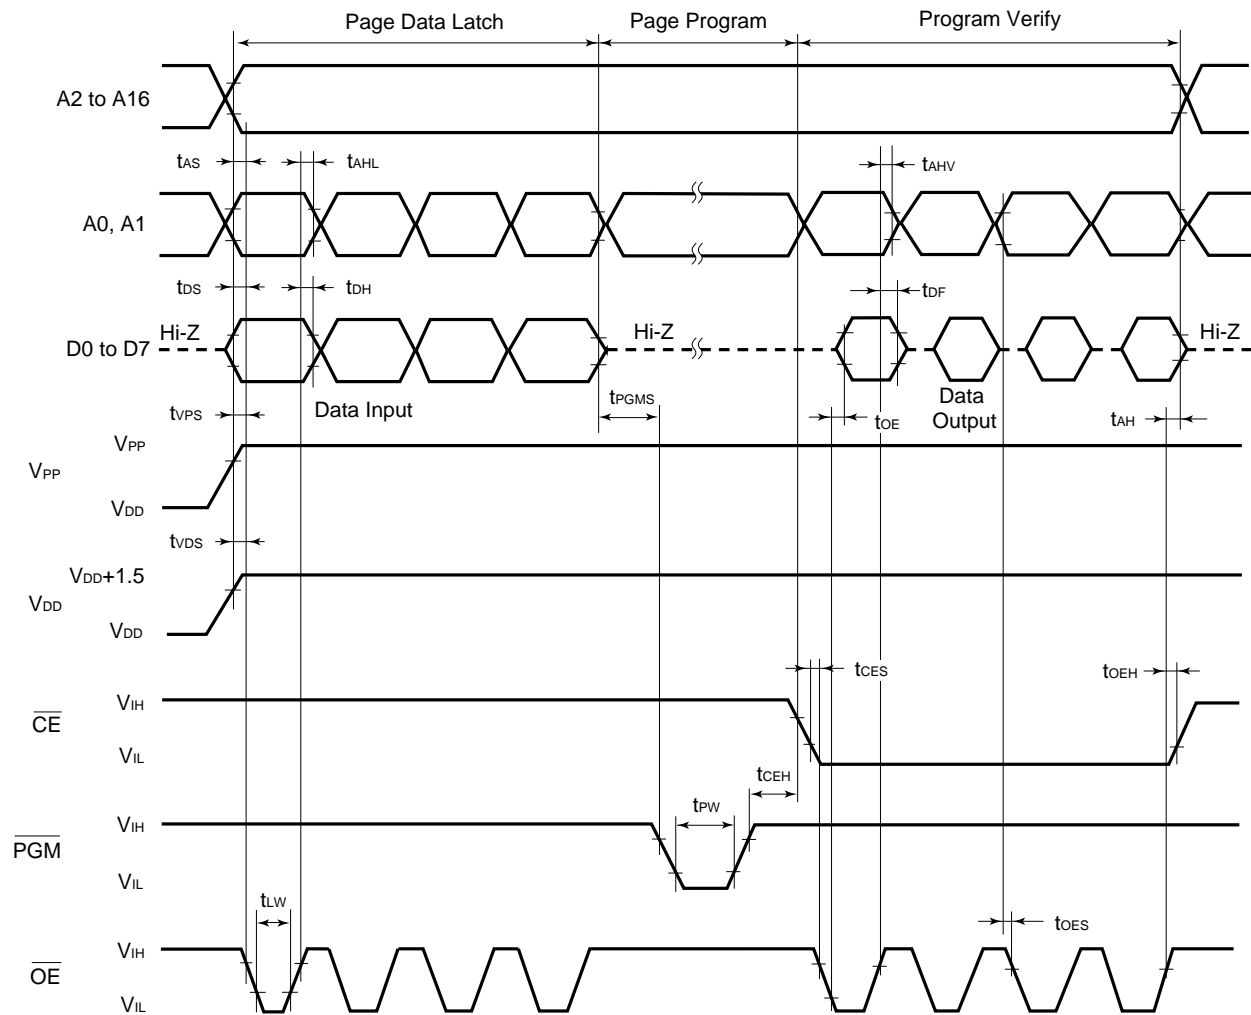 Page Data Latch Page Program Program Verify
A2 to A16
tAS tAHL tAHV
A0, A1
tDS tDH tDF
Hi-Z Hi-Z Hi-Z
D0 to D7
Data Input tPGMS Data
Output
tVPS tOE tAH
VPP
VPP
VDD
tVDS
VDD+1.5
VDD
VDD
tCES tOEH
VIH
CE
VIL
tCEH
tPW
VIH
PGM
VIL
tLW
tOES
VIH
OE
VIL